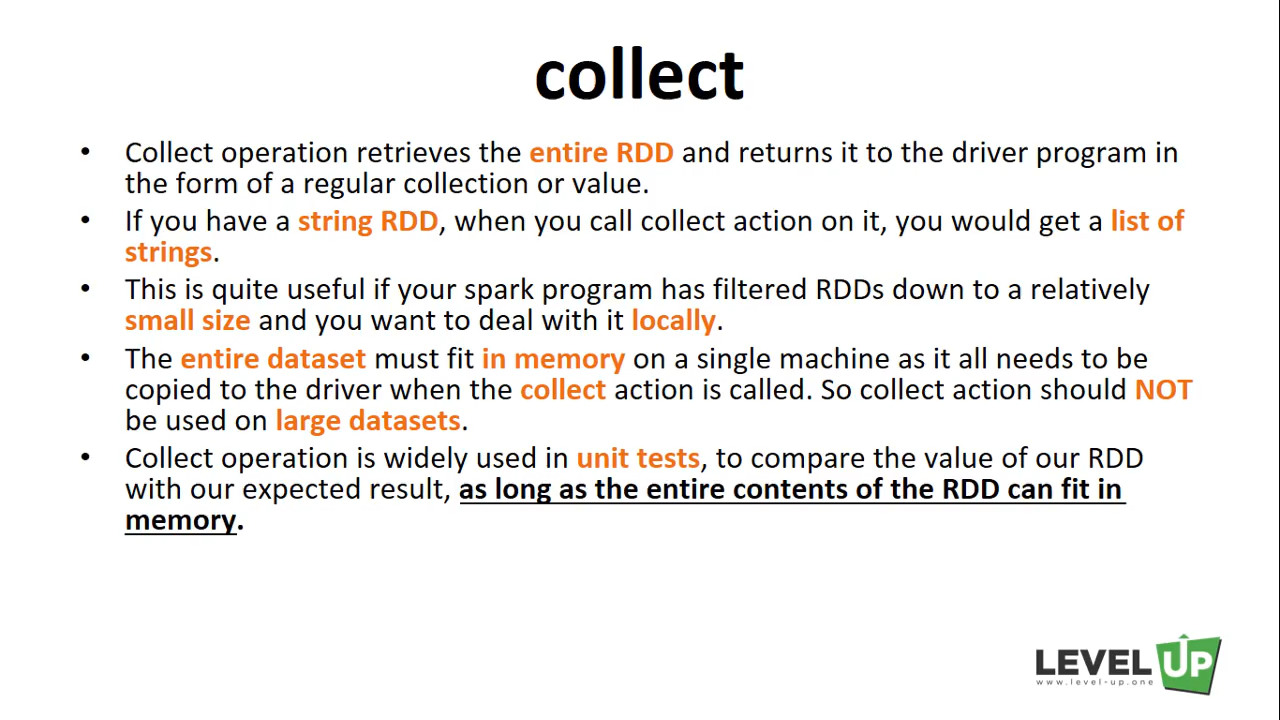 collect
• Collect operation retrieves the entire RDD and returns it to the driver program in
the form of a regular collection or value.
• If you have a string RDD, when you call collect action on it, you would get a list of
strings.
• This is quite useful if your spark program has filtered RDDs down to a relatively
small size and you want to deal with it locally.
• The entire dataset must fit in memory on a single machine as it all needs to be
copied to the driver when the collect action is called. So collect action should NOT
be used on large datasets.
• Collect operation is widely used in unit tests, to compare the value of our RDD
with our expected result, as long as the entire contents of the RDD can fit in
memory.
LEVEL UP
www.level-up.one